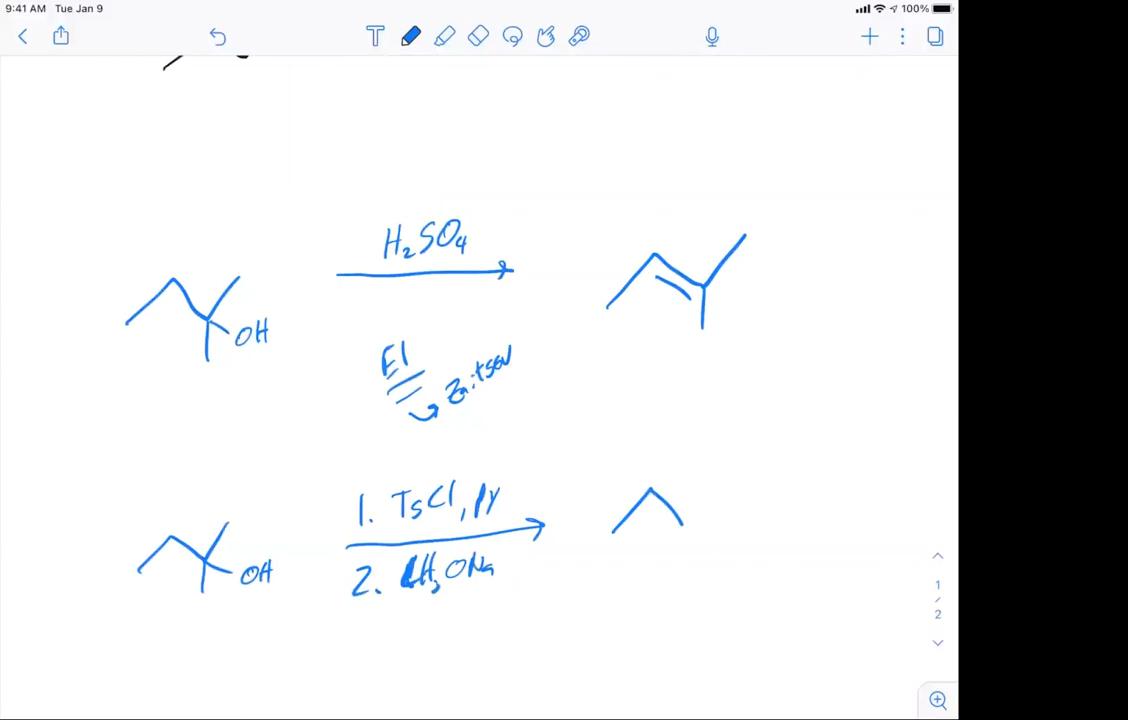 9:41 AM Tue Jan 9
100%
H₂SO₄
OH
E1
Zaitsev
1. TsCl, py
OH
2. CH₃ONa
1
/
2